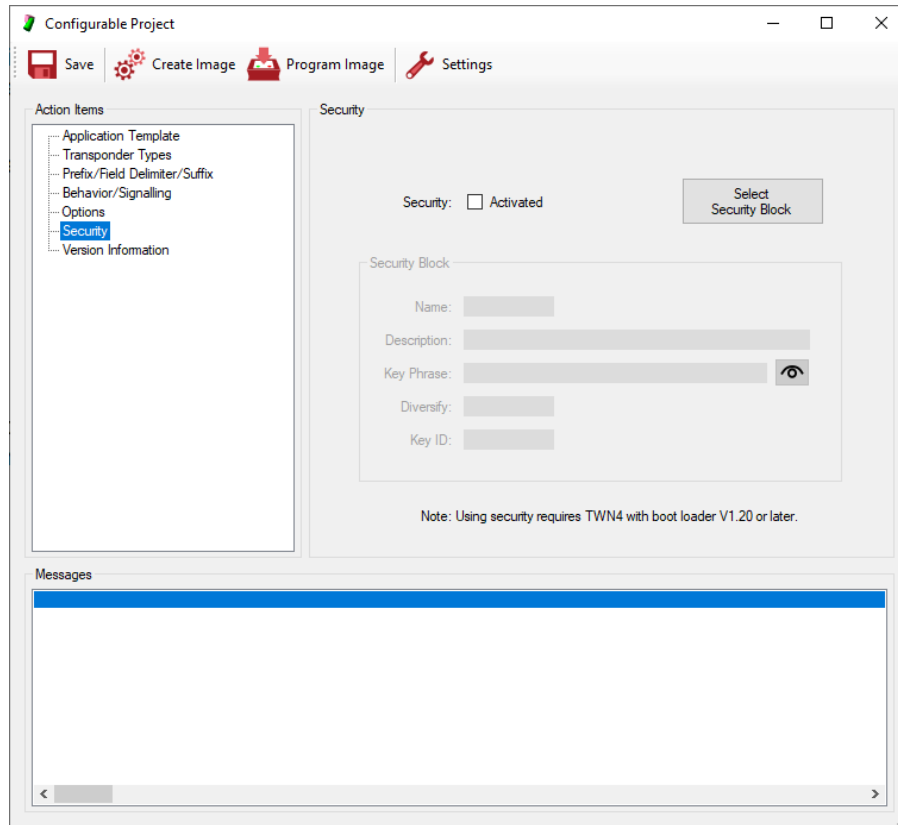 Configurable Project
Save
Create Image
Program Image
Settings
Action Items
Application Template
Transponder Types
Prefix/Field Delimiter/Suffix
Behavior/Signalling
Options
Security
Version Information
Security
Security:
Activated
Select
Security Block
Security Block
Name:
Description:
Key Phrase:
Diversify:
Key ID:
Note: Using security requires TWN4 with boot loader V1.20 or later.
Messages